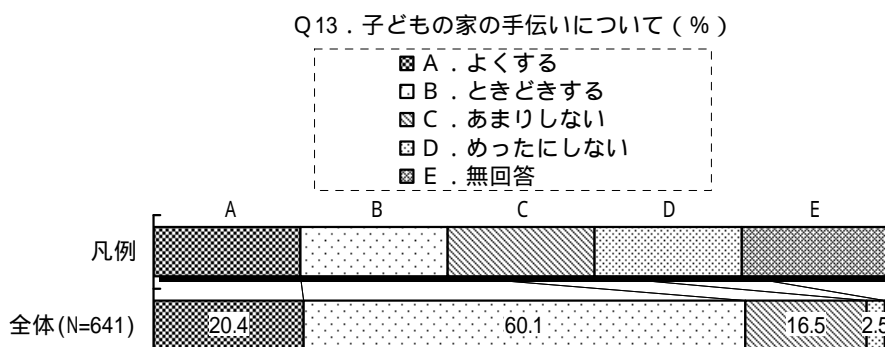 Q13．子どもの家の手伝いについて（％）
A．よくする
B．ときどきする
C．あまりしない
D．めったにしない
E．無回答
A B C D E
凡例
全体(N=641) 20.4 60.1 16.5 2.5